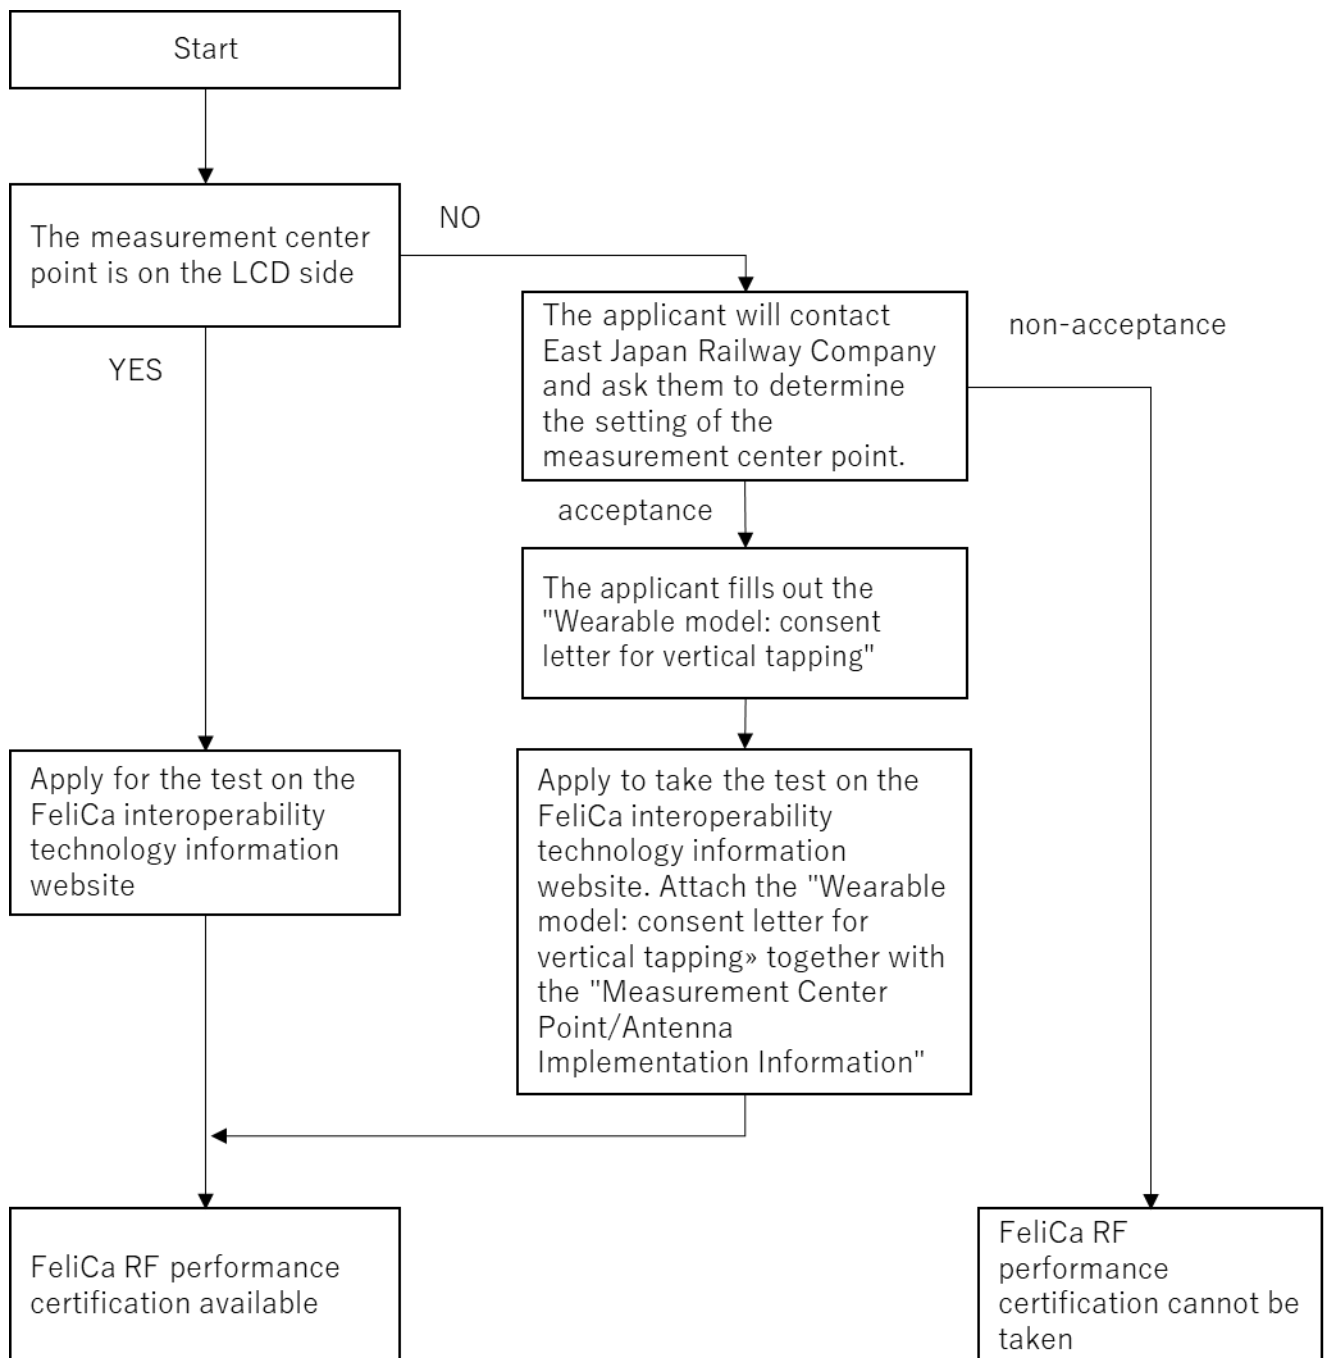 Start
The measurement center
point is on the LCD side
NO
YES
The applicant will contact
East Japan Railway Company
and ask them to determine
the setting of the
measurement center point.
non-acceptance
acceptance
The applicant fills out the
"Wearable model: consent
letter for vertical tapping"
Apply for the test on the
FeliCa interoperability
technology information
website
Apply to take the test on the
FeliCa interoperability
technology information
website. Attach the "Wearable
model: consent letter for
vertical tapping» together with
the "Measurement Center
Point/Antenna
Implementation Information"
FeliCa RF performance
certification available
FeliCa RF
performance
certification cannot be
taken